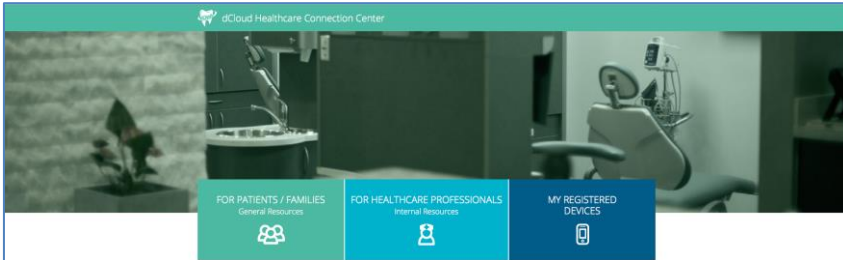 dCloud Healthcare Connection Center
FOR PATIENTS / FAMILIES
General Resources
FOR HEALTHCARE PROFESSIONALS
Internal Resources
MY REGISTERED
DEVICES